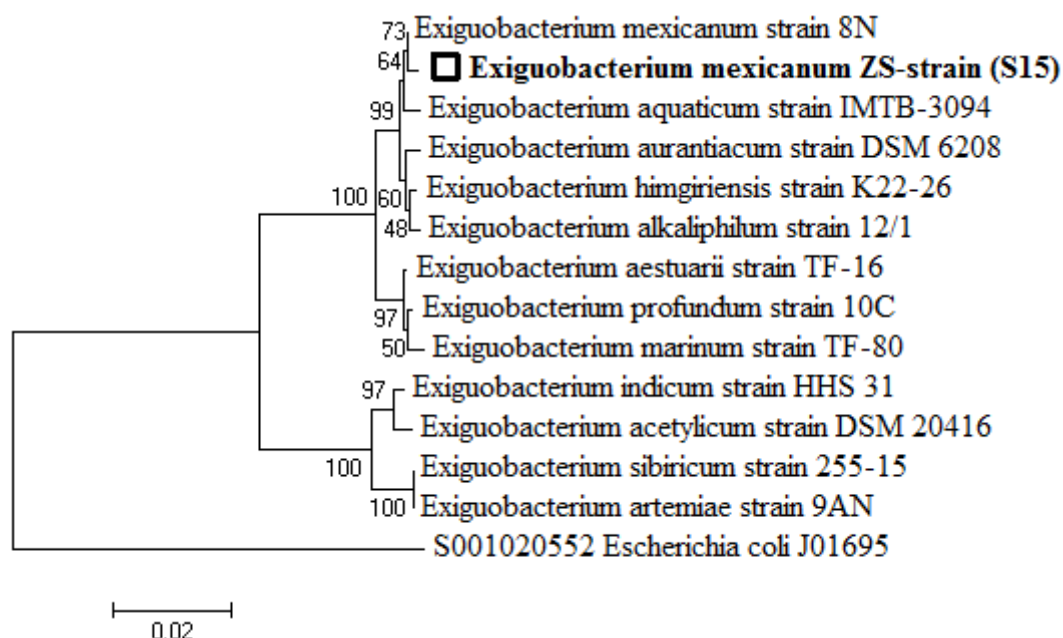 73
Exiguobacterium mexicanum strain 8N
64
Exiguobacterium mexicanum ZS-strain (S15)
99
Exiguobacterium aquaticum strain IMTB-3094
Exiguobacterium aurantiacum strain DSM 6208
100
60
Exiguobacterium himgiriensis strain K22-26
48
Exiguobacterium alkaliphilum strain 12/1
Exiguobacterium aestuarii strain TF-16
97
Exiguobacterium profundum strain 10C
50
Exiguobacterium marinum strain TF-80
97
Exiguobacterium indicum strain HHS 31
Exiguobacterium acetylicum strain DSM 20416
100
Exiguobacterium sibiricum strain 255-15
100
Exiguobacterium artemiae strain 9AN
S001020552 Escherichia coli J01695
0.02